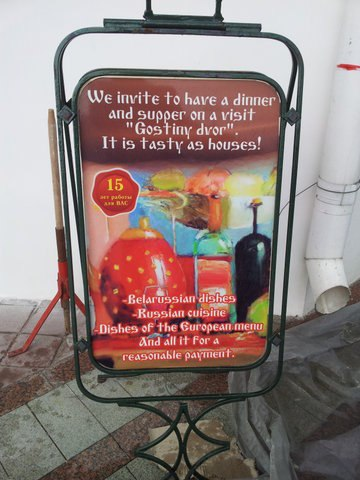 We invite to have a dinner
and supper on a visit
"Gostiny dvor".
It is tasty as houses!
15
лет работы
для ВАС
-Belarussian dishes
-Russian cuisine
-Dishes of the European menu
And all it for a
reasonable payment.